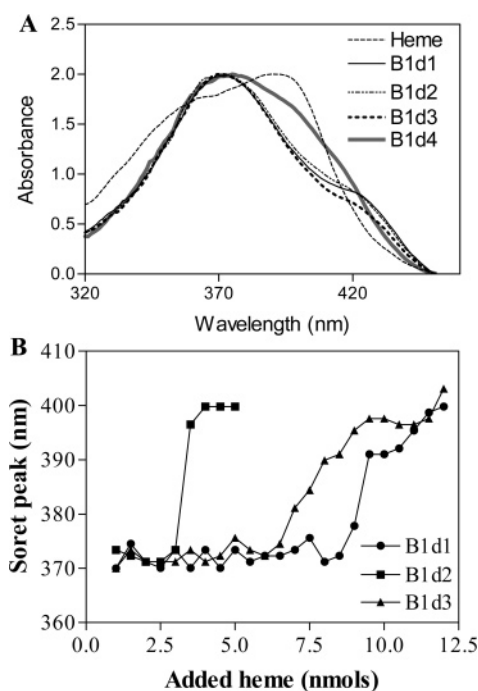 A
Heme
B1d1
B1d2
B1d3
B1d4
Absorbance
2.5
2.0
1.5
1.0
0.5
0.0
320
370
420
Wavelength (nm)
B
Soret peak (nm)
410
400
390
380
370
360
B1d1
B1d2
B1d3
0.0
2.5
5.0
7.5
10.0
12.5
Added heme (nmols)